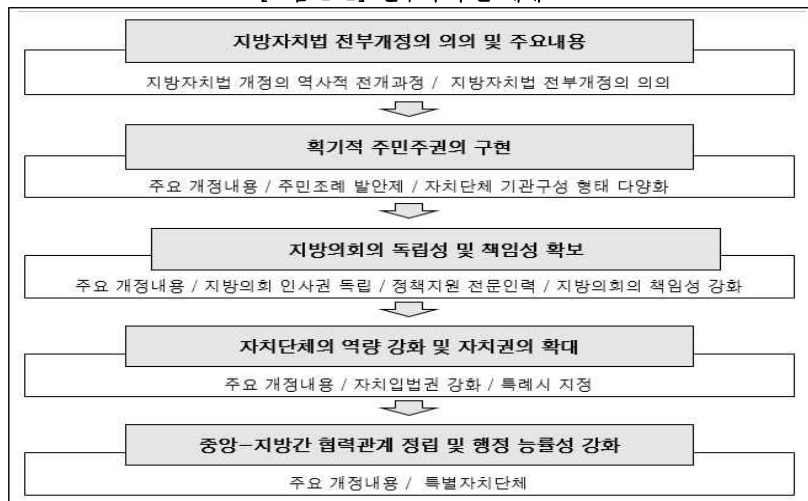 지방자치법 전부개정의 의의 및 주요내용
지방자치법 개정의 역사적 전개과정 / 지방자치법 전부개정의 의의
획기적 주민주권의 구현
주요 개정내용 / 주민조례 발안제 / 자치단체 기관구성 형태 다양화
지방의회의 독립성 및 책임성 확보
주요 개정내용 / 지방의회 인사권 독립 / 정책지원 전문인력 / 지방의회의 책임성 강화
자치단체의 역량 강화 및 자치권의 확대
주요 개정내용 / 자치입법권 강화 / 특례시 지정
중앙-지방간 협력관계 정립 및 행정 능률성 강화
주요 개정내용 / 특별자치단체